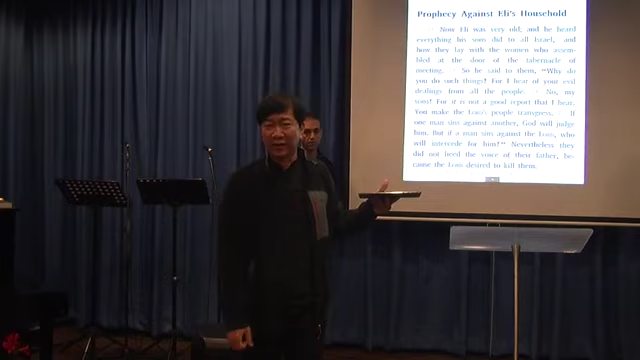 Prophecy Against Eli's Household
Now Eli was very old; and he heard
everything his sons did to all Israel, and
how they lay with the women who assem-
bled at the door of the tabernacle of
meeting. So he said to them, "Why do
you do such things? For I hear of your evil
dealings from all the people. No, my
sons! For it is not a good report that I hear.
You make the LORD's people transgress. If
one man sins against another, God will judge
him. But if a man sins against the LORD, who
will intercede for him?" Nevertheless they
did not heed the voice of their father, be-
cause the LORD desired to kill them.